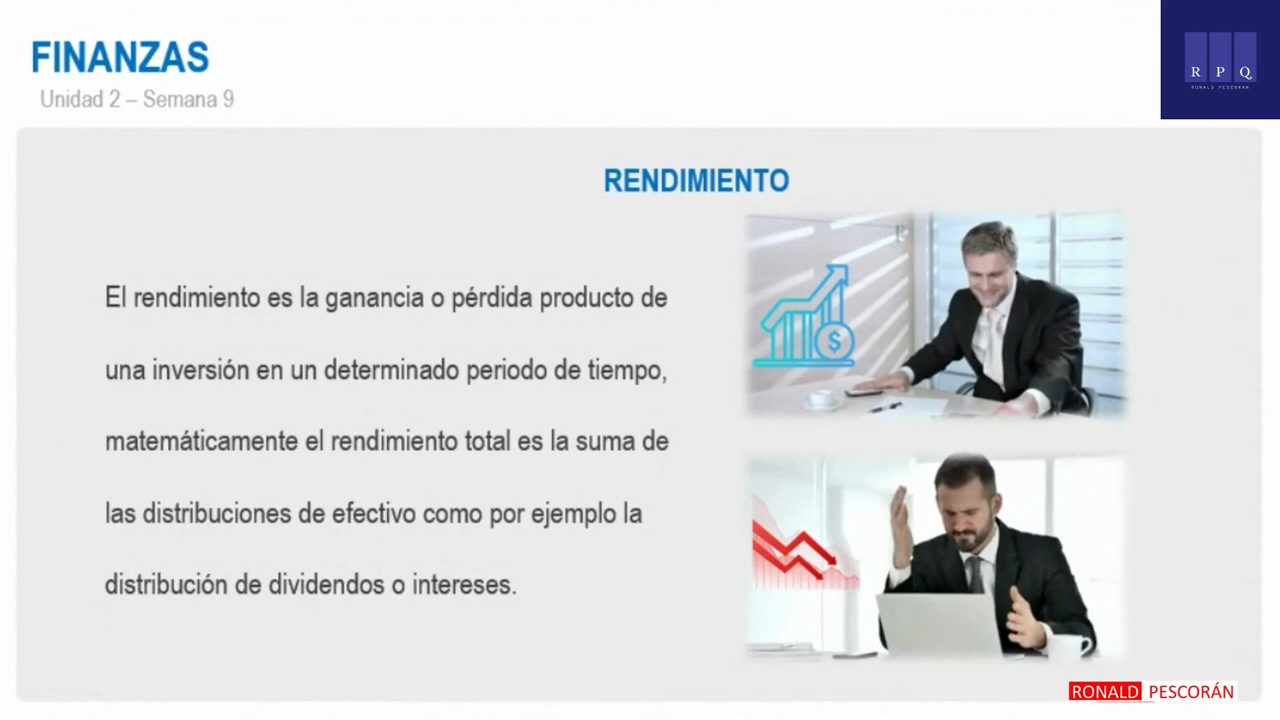 FINANZAS
Unidad 2 – Semana 9
R P Q
RONALD PESCORÁN
RENDIMIENTO
El rendimiento es la ganancia o pérdida producto de
una inversión en un determinado periodo de tiempo,
matemáticamente el rendimiento total es la suma de
las distribuciones de efectivo como por ejemplo la
distribución de dividendos o intereses.
$
RONALD PESCORÁN